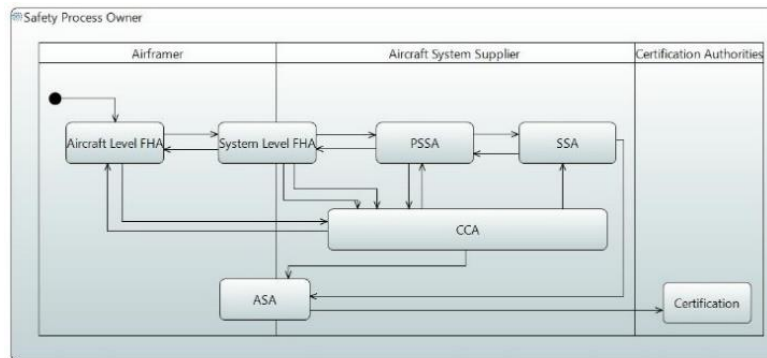 Safety Process Owner
Airframer
Aircraft System Supplier
Certification Authorities
Aircraft Level FHA
System Level FHA
PSSA
SSA
CCA
ASA
Certification